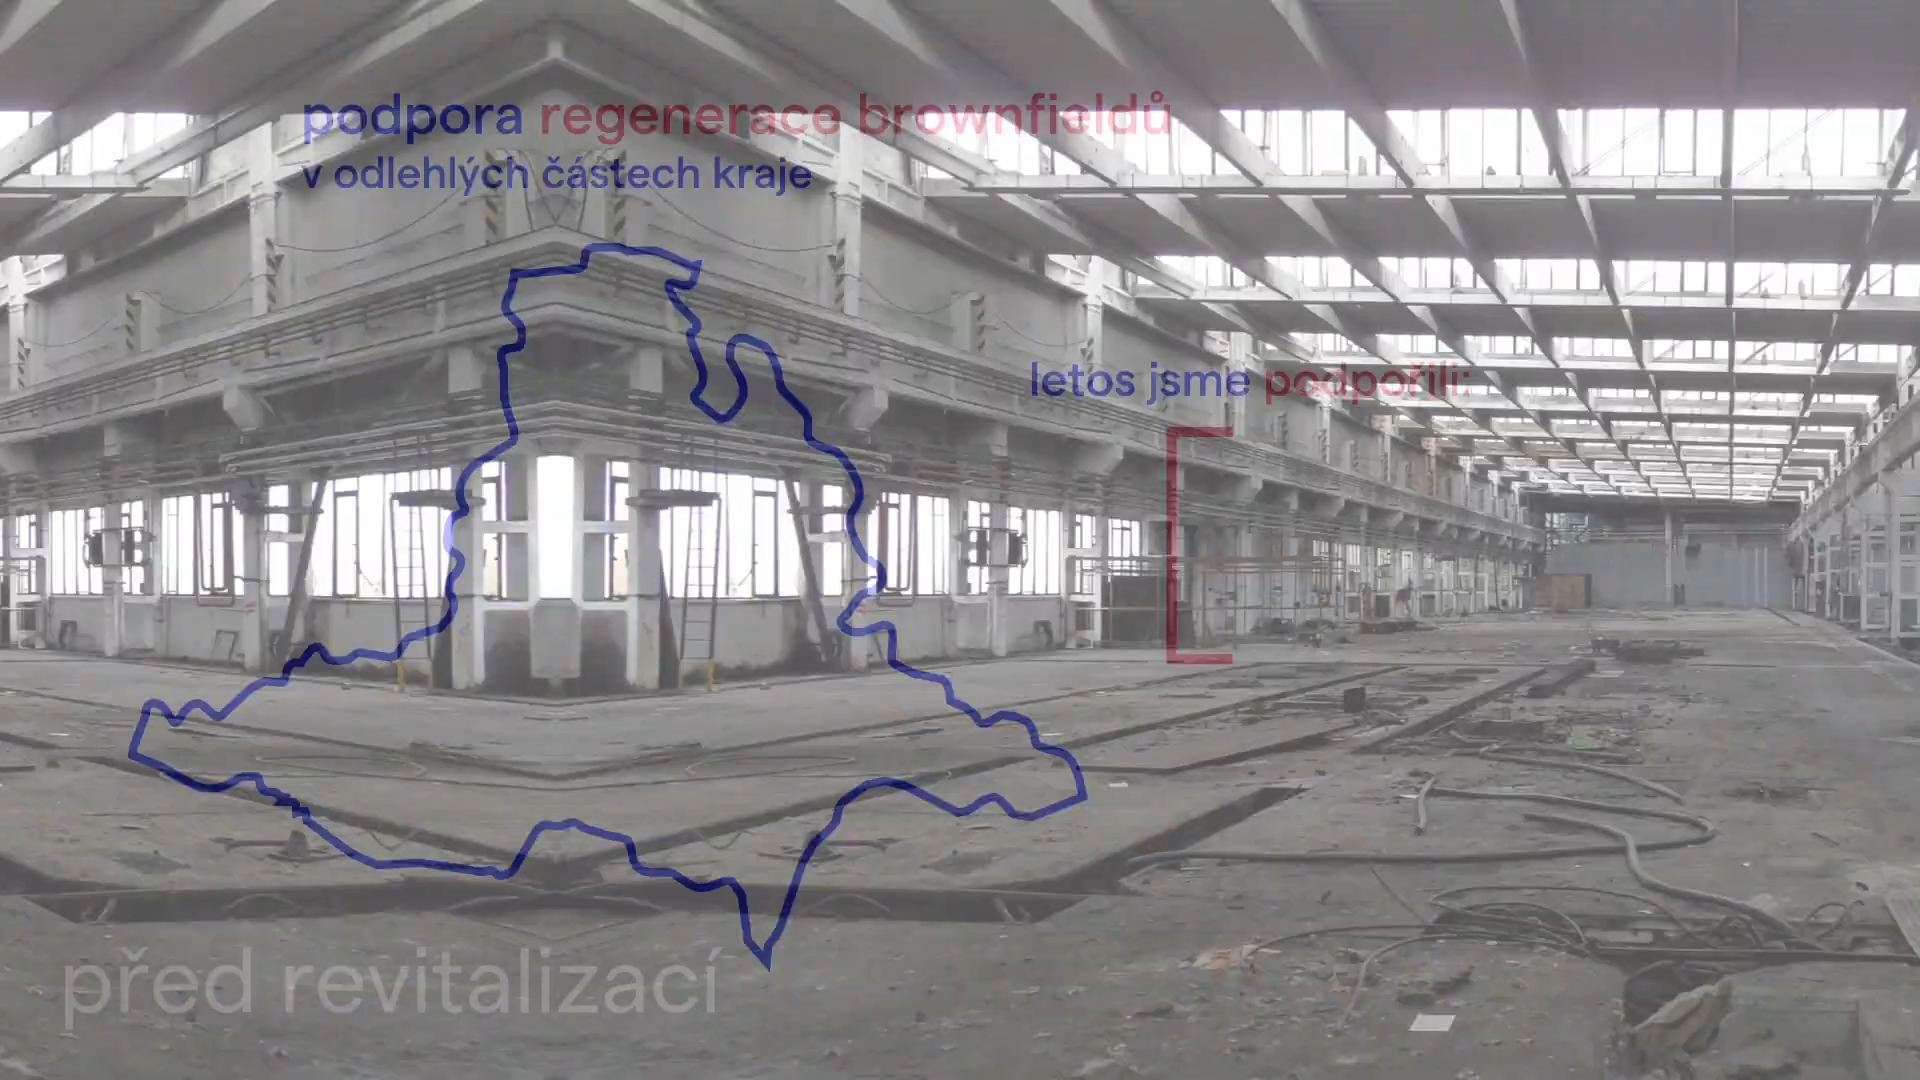 podpora regenerace brownfieldů
v odlehlých částech kraje
letos jsme podpořili:
před revitalizací